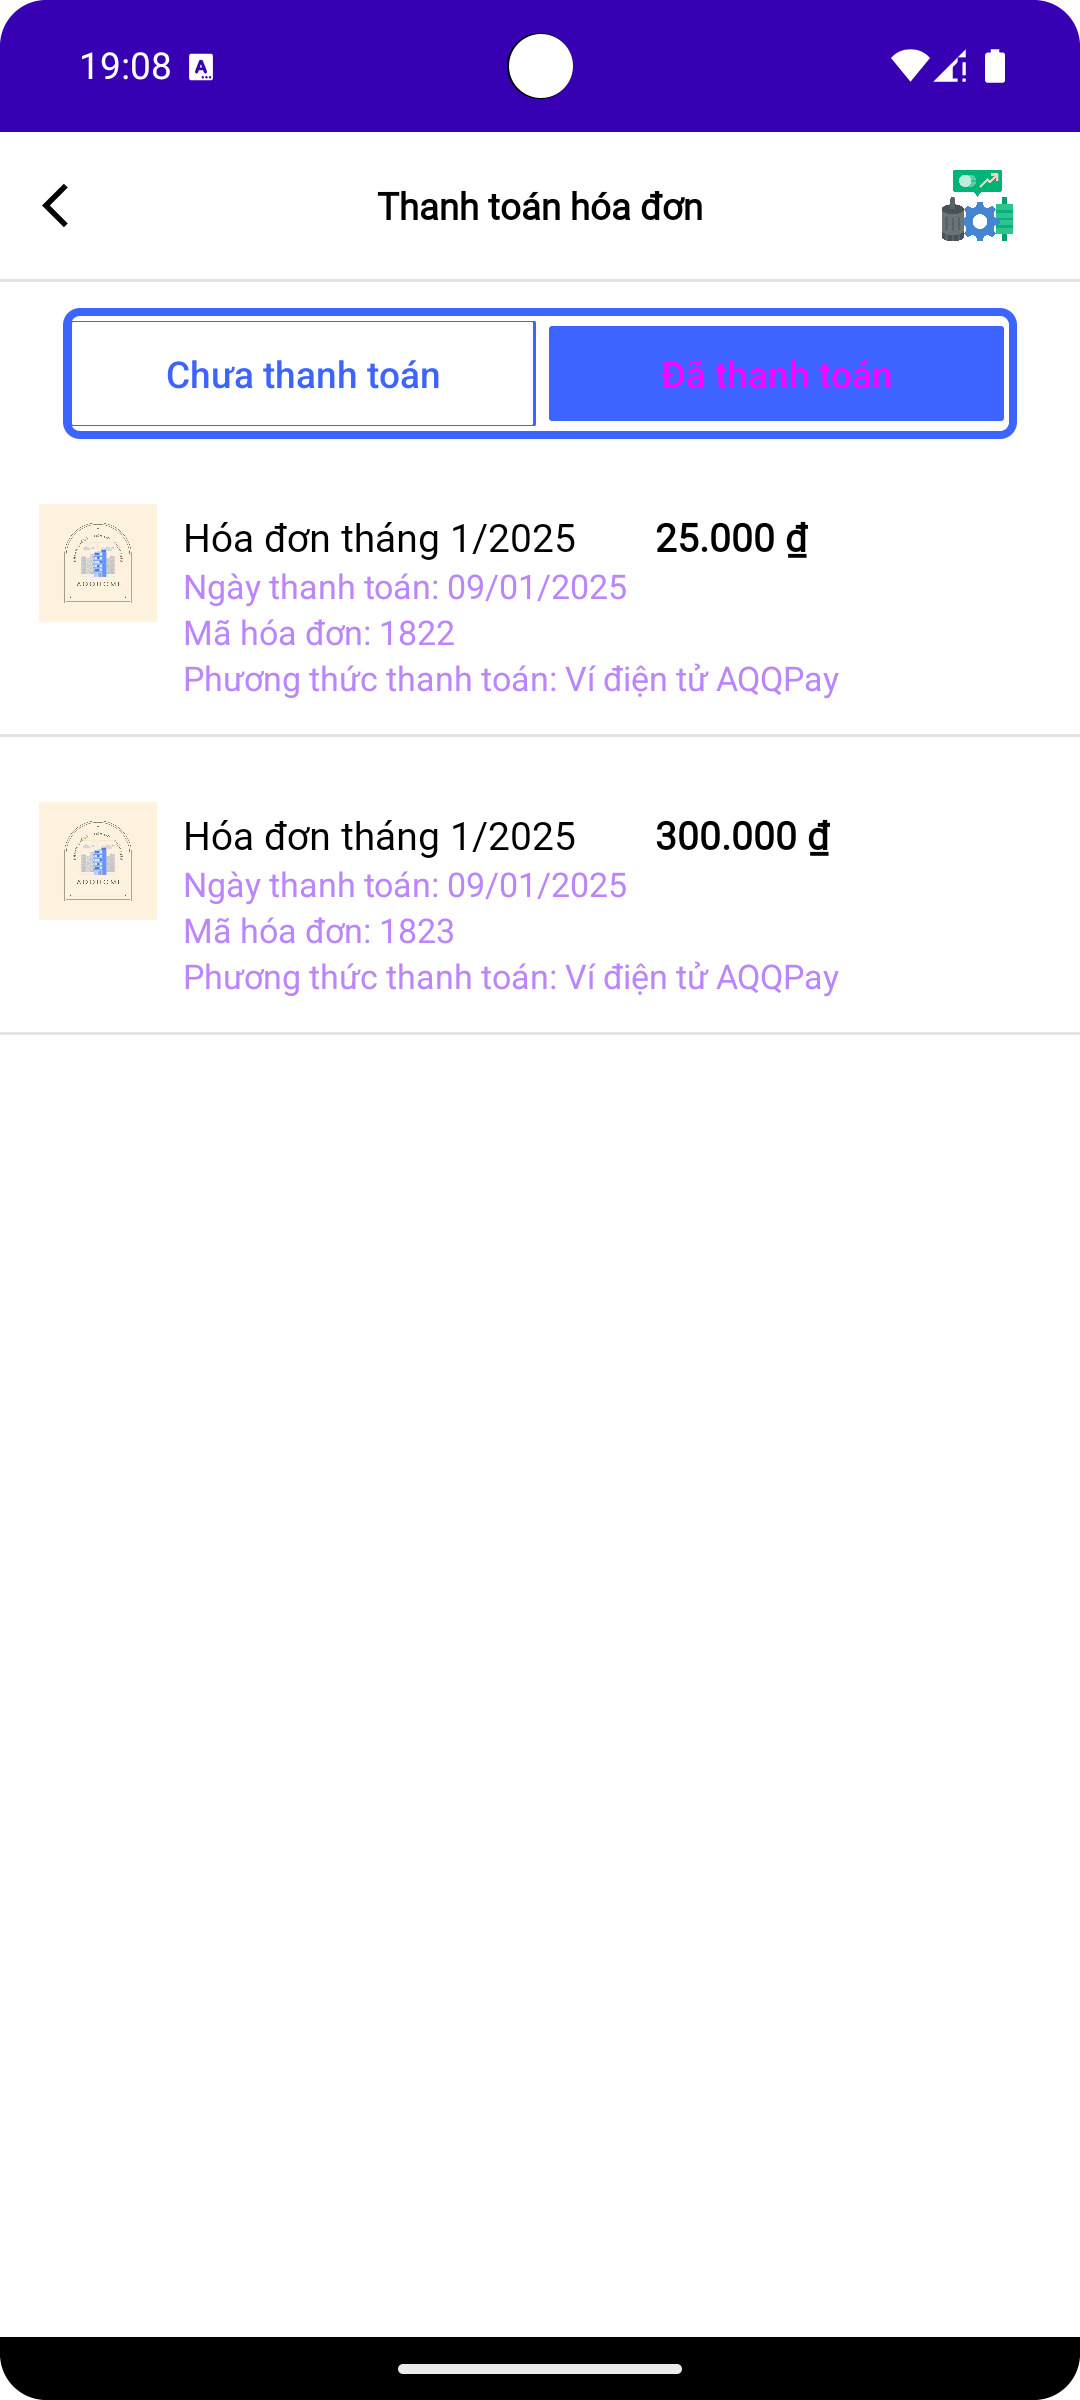 19:08
Thanh toán hóa đơn
Chưa thanh toán
Đã thanh toán
Hóa đơn tháng 1/2025 25.000 ₫
Ngày thanh toán: 09/01/2025
Mã hóa đơn: 1822
Phương thức thanh toán: Ví điện tử AQQPay
Hóa đơn tháng 1/2025 300.000 ₫
Ngày thanh toán: 09/01/2025
Mã hóa đơn: 1823
Phương thức thanh toán: Ví điện tử AQQPay